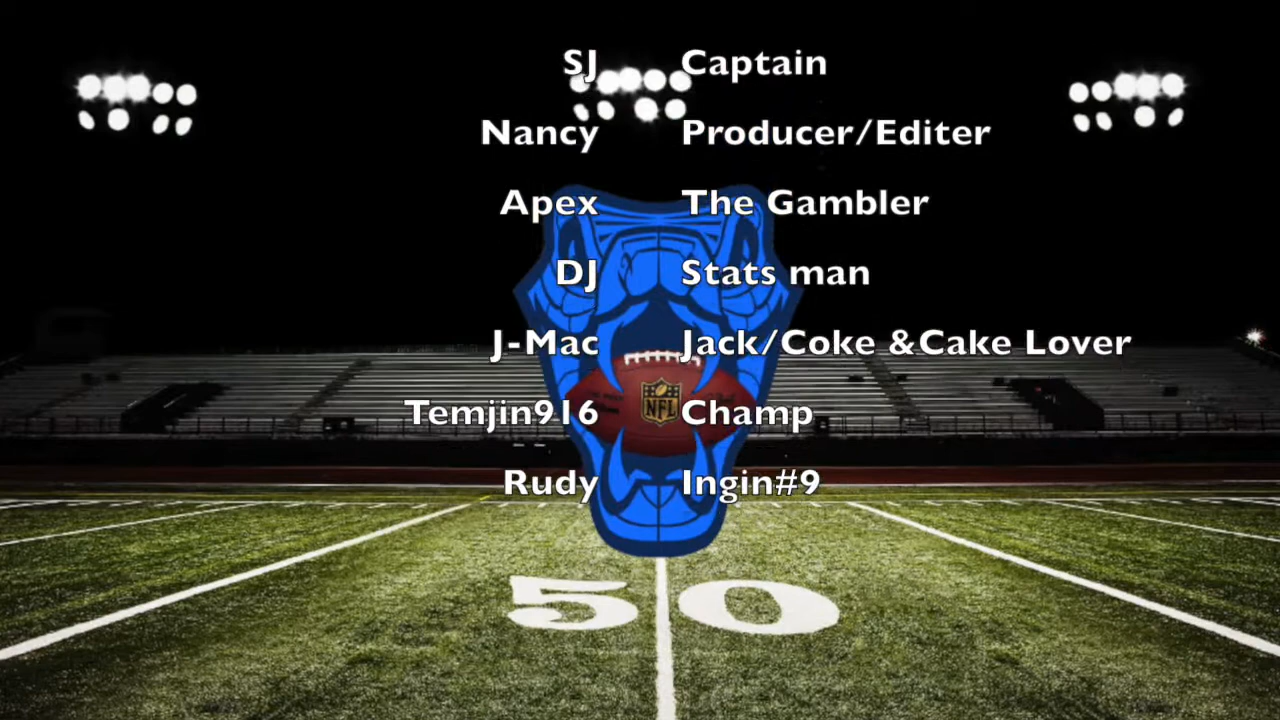 SJ Captain
Nancy Producer/Editer
Apex The Gambler
DJ Stats man
J-Mac Jack/Coke &Cake Lover
Temjin916 Champ
NFL
Rudy Ingin#9
50